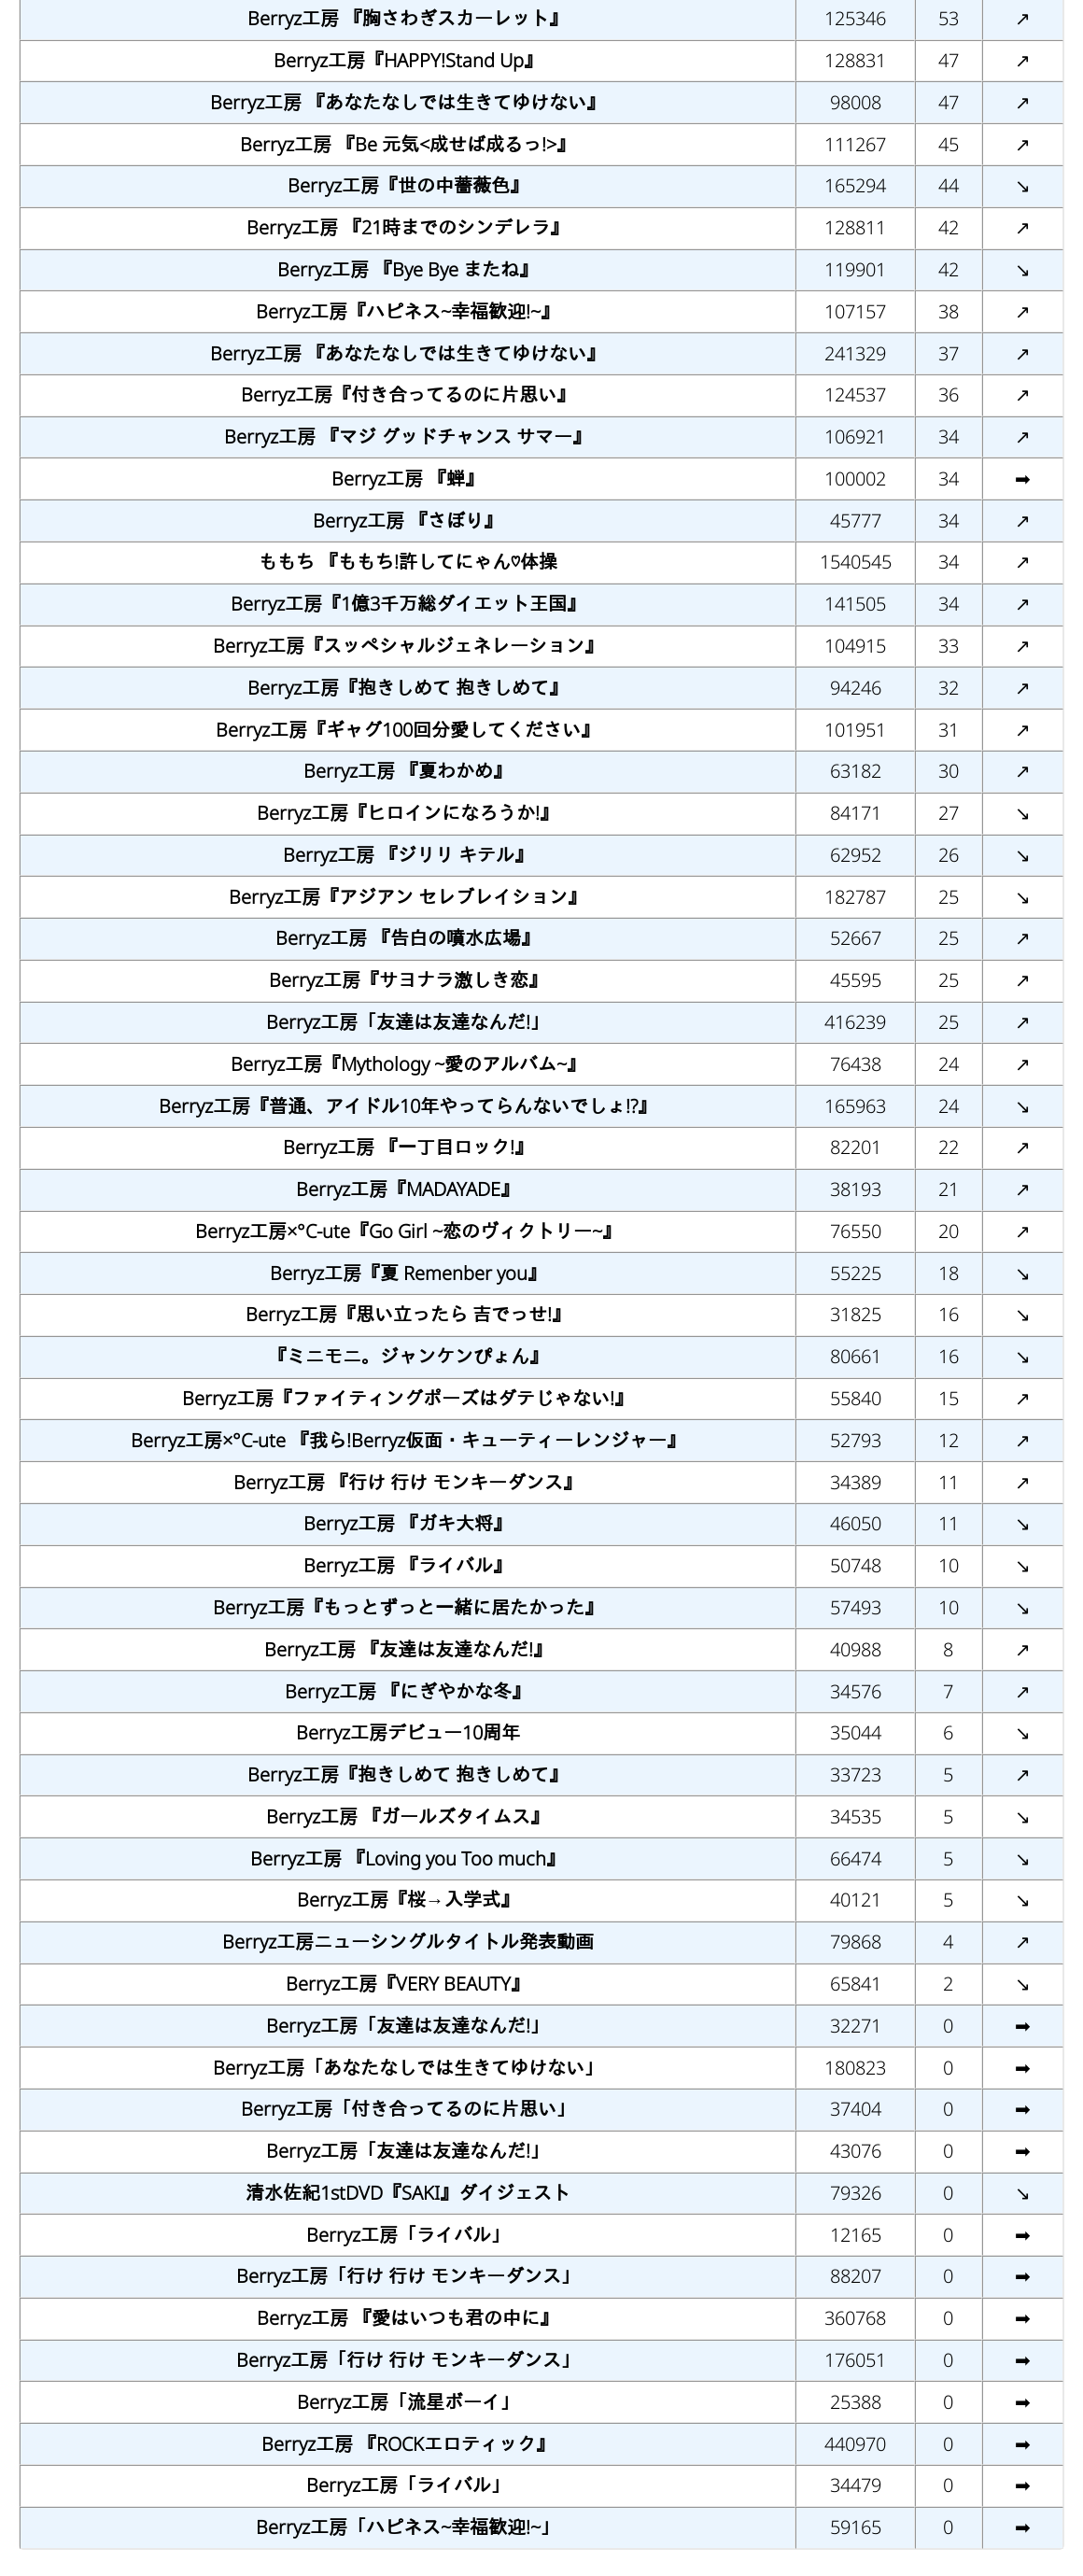 Berryz工房 『胸さわぎスカーレット』 125346 53 ↗
Berryz工房『HAPPY!Stand Up』 128831 47 ↗
Berryz工房 『あなたなしでは生きてゆけない』 98008 47 ↗
Berryz工房 『Be 元気<成せば成るっ!>』 111267 45 ↗
Berryz工房『世の中薔薇色』 165294 44 ↘
Berryz工房 『21時までのシンデレラ』 128811 42 ↗
Berryz工房 『Bye Bye またね』 119901 42 ↘
Berryz工房『ハピネス~幸福歓迎!~』 107157 38 ↗
Berryz工房 『あなたなしでは生きてゆけない』 241329 37 ↗
Berryz工房『付き合ってるのに片思い』 124537 36 ↗
Berryz工房 『マジ グッドチャンス サマー』 106921 34 ↗
Berryz工房 『蝉』 100002 34 ➡
Berryz工房 『さぼり』 45777 34 ↗
ももち 『ももち!許してにゃん♡体操 1540545 34 ↗
Berryz工房『1億3千万総ダイエット王国』 141505 34 ↗
Berryz工房『スッペシャルジェネレーション』 104915 33 ↗
Berryz工房『抱きしめて 抱きしめて』 94246 32 ↗
Berryz工房『ギャグ100回分愛してください』 101951 31 ↗
Berryz工房 『夏わかめ』 63182 30 ↗
Berryz工房『ヒロインになろうか!』 84171 27 ↘
Berryz工房 『ジリリ キテル』 62952 26 ↘
Berryz工房『アジアン セレブレイション』 182787 25 ↘
Berryz工房 『告白の噴水広場』 52667 25 ↗
Berryz工房『サヨナラ激しき恋』 45595 25 ↗
Berryz工房「友達は友達なんだ!」 416239 25 ↗
Berryz工房『Mythology ~愛のアルバム~』 76438 24 ↗
Berryz工房『普通、アイドル10年やってらんないでしょ!?』 165963 24 ↘
Berryz工房 『一丁目ロック!』 82201 22 ↗
Berryz工房『MADAYADE』 38193 21 ↗
Berryz工房×°C-ute『Go Girl ~恋のヴィクトリー~』 76550 20 ↗
Berryz工房『夏 Remenber you』 55225 18 ↘
Berryz工房『思い立ったら 吉でっせ!』 31825 16 ↘
『ミニモニ。ジャンケンぴょん』 80661 16 ↘
Berryz工房『ファイティングポーズはダテじゃない!』 55840 15 ↗
Berryz工房×°C-ute 『我ら!Berryz仮面・キューティーレンジャー』 52793 12 ↗
Berryz工房 『行け 行け モンキーダンス』 34389 11 ↗
Berryz工房 『ガキ大将』 46050 11 ↘
Berryz工房 『ライバル』 50748 10 ↘
Berryz工房『もっとずっと一緒に居たかった』 57493 10 ↘
Berryz工房 『友達は友達なんだ!』 40988 8 ↗
Berryz工房 『にぎやかな冬』 34576 7 ↗
Berryz工房デビュー10周年 35044 6 ↘
Berryz工房『抱きしめて 抱きしめて』 33723 5 ↗
Berryz工房 『ガールズタイムス』 34535 5 ↘
Berryz工房 『Loving you Too much』 66474 5 ↘
Berryz工房『桜→入学式』 40121 5 ↘
Berryz工房ニューシングルタイトル発表動画 79868 4 ↗
Berryz工房『VERY BEAUTY』 65841 2 ↘
Berryz工房「友達は友達なんだ!」 32271 0 ➡
Berryz工房「あなたなしでは生きてゆけない」 180823 0 ➡
Berryz工房「付き合ってるのに片思い」 37404 0 ➡
Berryz工房「友達は友達なんだ!」 43076 0 ➡
清水佐紀1stDVD『SAKI』ダイジェスト 79326 0 ↘
Berryz工房「ライバル」 12165 0 ➡
Berryz工房「行け 行け モンキーダンス」 88207 0 ➡
Berryz工房 『愛はいつも君の中に』 360768 0 ➡
Berryz工房「行け 行け モンキーダンス」 176051 0 ➡
Berryz工房「流星ボーイ」 25388 0 ➡
Berryz工房 『ROCKエロティック』 440970 0 ➡
Berryz工房「ライバル」 34479 0 ➡
Berryz工房「ハピネス~幸福歓迎!~」 59165 0 ➡